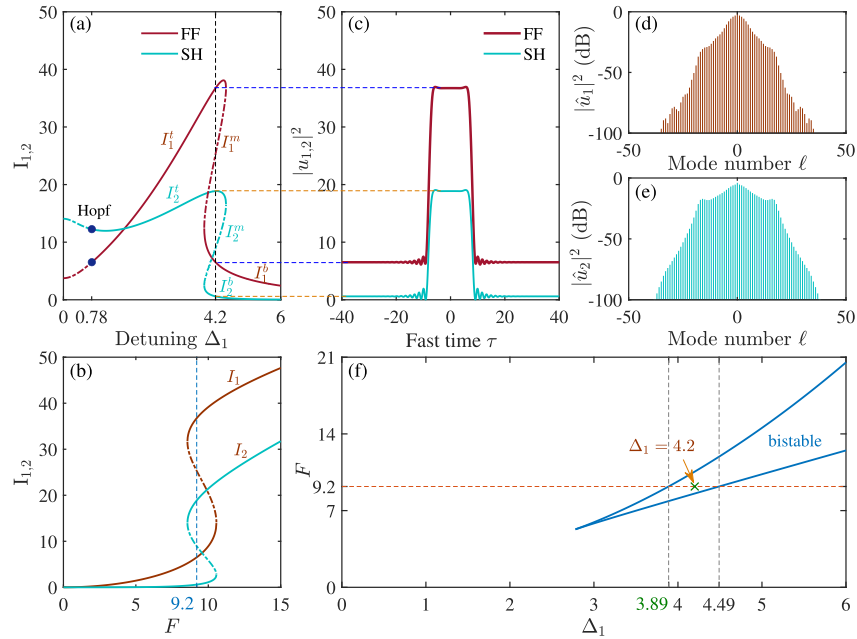 (a)
FF
SH
I₁ᵗ
I₁ᵐ
I₂ᵗ
Hopf
I₂ᵐ
I₁ᵇ
I₂ᵇ
50
40
30
20
10
0
I₁,₂
0 0.78 4.2 6
Detuning Δ₁
(c)
FF
SH
50
40
30
20
10
0
|u₁,₂|²
-40 -20 0 20 40
Fast time τ
(d)
0
-50
-100
|û₁|² (dB)
-50 0 50
Mode number ℓ
(e)
0
-50
-100
|û₂|² (dB)
-50 0 50
Mode number ℓ
(b)
I₁
I₂
50
40
30
20
10
0
I₁,₂
0 5 9.2 10 15
F
(f)
Δ₁ = 4.2
bistable
21
14
9.2
7
0
F
0 1 2 3 3.89 4 4.49 5 6
Δ₁